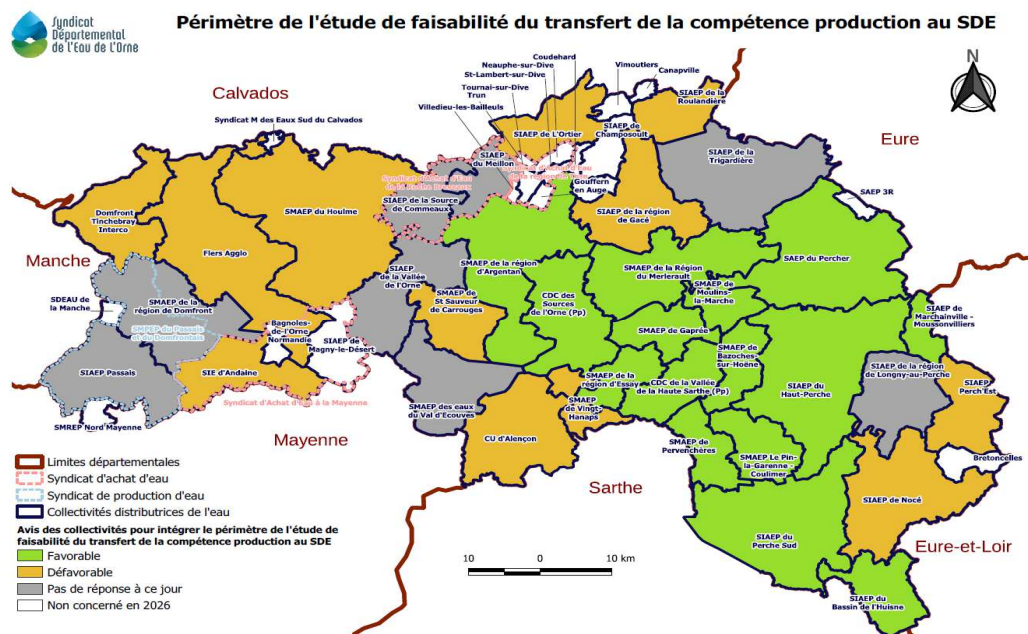 Syndicat
Départemental
de l'Eau de l'Orne
Périmètre de l'étude de faisabilité du transfert de la compétence production au SDE
N
Calvados
Eure
Manche
Mayenne
Sarthe
Eure-et-Loir
Coudehard
Neauphe-sur-Dive
St-Lambert-sur-Dive
Tournai-sur-Dive
Trun
Villedieu-les-Bailleuls
Vimoutiers
Canapville
Syndicat M des Eaux Sud du Calvados
SIAEP de la
Roulandière
SIAEP de L'Ortier
SIAEP de
Champosoult
SIAEP
du Meillon
SIAEP de la
Trigardière
Gouffern
en Auge
SAEP 3R
SIAEP de la Source
de Commeaux
SIAEP de la région
de Gacé
Domfront
Tinchebray
Interco
SMAEP du Houlme
Flers Agglo
SIAEP
de la Vallée
de l'Orne
SMAEP de la région
d'Argentan
SMAEP de la Région
du Merlerault
SAEP du Percher
SMAEP de
Moulins
-la-Marche
SDEAU de
la Manche
SMAEP de la
région de Domfront
SMPEP du Passais
et du Domfrontais
SMAEP de
St Sauveur
de Carrouges
CDC des
Sources
de l'Orne (Pp)
SIAEP de
Marchainville -
Moussonvilliers
Bagnoles-
de-l'Orne
Normandie
SIAEP de
Magny-le-Désert
SMAEP de Gaprée
SMAEP de
Bazoches
-sur-Hoëne
SIAEP Passais
SIE d'Andaine
SMAEP de la
région d'Essay
CDC de la Vallée
de la Haute Sarthe (Pp)
SIAEP du
Haut-Perche
SIAEP de la région
de Longny-au-Perche
SIAEP
Perch'Est
Syndicat d'Achat d'Eau à la Mayenne
SMAEP des eaux
du Val d'Ecouves
SMAEP
de Vingt-
Hanaps
SMREP Nord Mayenne
CU d'Alençon
SMAEP de
Pervenchères
SMAEP Le Pin-
la-Garenne -
Coulimer
Bretoncelles
SIAEP de Nocé
SIAEP du
Perche Sud
SIAEP du
Bassin de l'Huisne
Limites départementales
Syndicat d'achat d'eau
Syndicat de production d'eau
Collectivités distributrices de l'eau
Avis des collectivités pour intégrer le périmètre de l'étude de
faisabilité du transfert de la compétence production au SDE
Favorable
Défavorable
Pas de réponse à ce jour
Non concerné en 2026
10 0 10 km